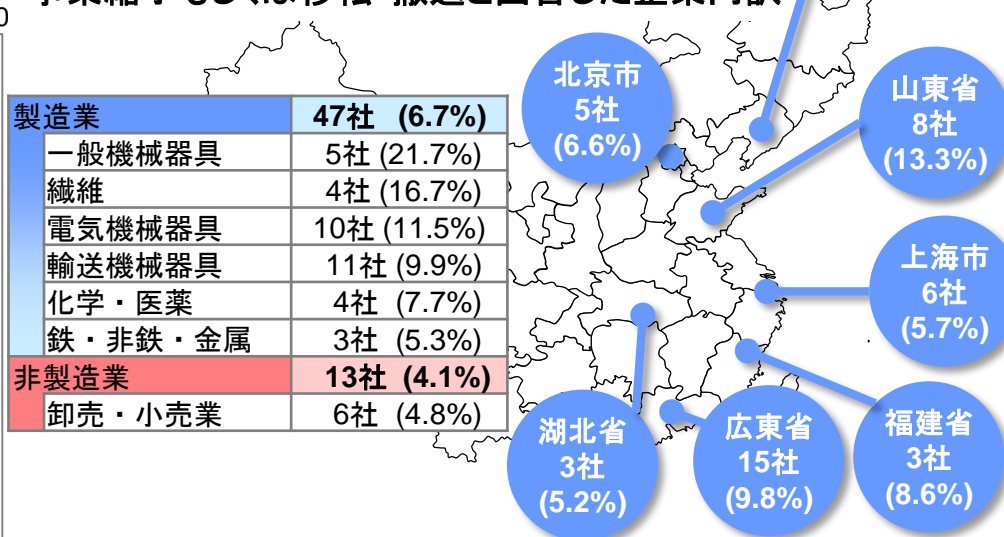 0
製造業 47社 (6.7%)
一般機械器具 5社 (21.7%)
繊維 4社 (16.7%)
電気機械器具 10社 (11.5%)
輸送機械器具 11社 (9.9%)
化学・医薬 4社 (7.7%)
鉄・非鉄・金属 3社 (5.3%)
非製造業 13社 (4.1%)
卸売・小売業 6社 (4.8%)
北京市
5社
(6.6%)
山東省
8社
(13.3%)
上海市
6社
(5.7%)
湖北省
3社
(5.2%)
広東省
15社
(9.8%)
福建省
3社
(8.6%)